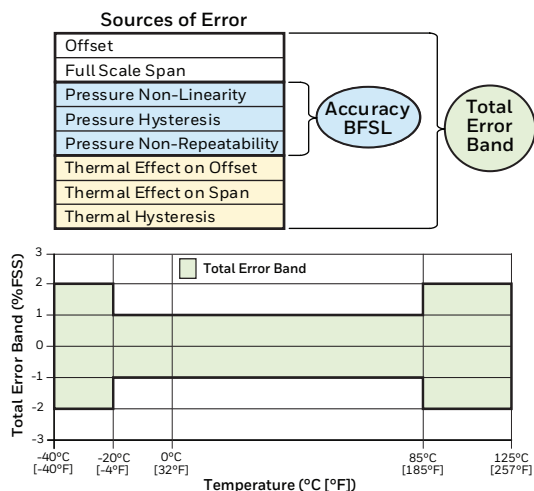 Sources of Error
Offset
Full Scale Span
Pressure Non-Linearity
Pressure Hysteresis
Pressure Non-Repeatability
Thermal Effect on Offset
Thermal Effect on Span
Thermal Hysteresis
Accuracy
BFSL
Total
Error
Band
Total Error Band (%FSS)
3
2
1
0
-1
-2
-3
Total Error Band
-40°C
[-40°F]
-20°C
[-4°F]
0°C
[32°F]
85°C
[185°F]
125°C
[257°F]
Temperature (°C [°F])